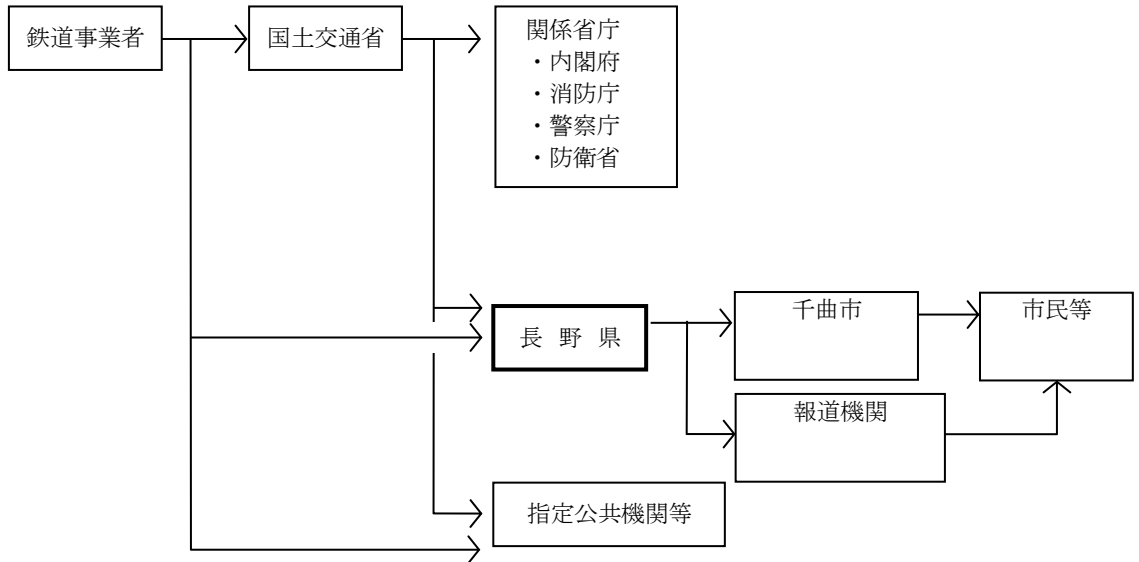 鉄道事業者
国土交通省
関係省庁
・内閣府
・消防庁
・警察庁
・防衛省
長 野 県
千曲市
市民等
報道機関
指定公共機関等